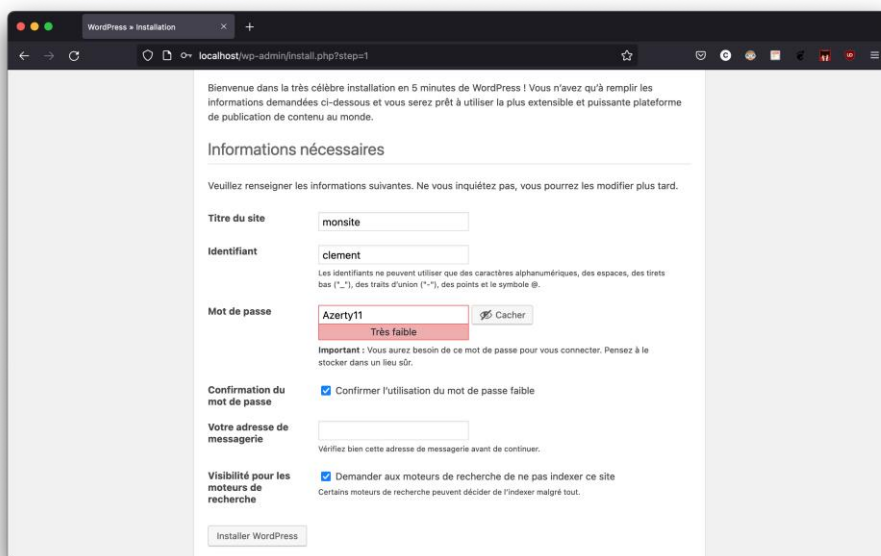 WordPress » Installation
localhost/wp-admin/install.php?step=1
Bienvenue dans la très célèbre installation en 5 minutes de WordPress ! Vous n'avez qu'à remplir les
informations demandées ci-dessous et vous serez prêt à utiliser la plus extensible et puissante plateforme
de publication de contenu au monde.
Informations nécessaires
Veuillez renseigner les informations suivantes. Ne vous inquiétez pas, vous pourrez les modifier plus tard.
Titre du site
monsite
Identifiant
clement
Les identifiants ne peuvent utiliser que des caractères alphanumériques, des espaces, des tirets
bas ("_"), des traits d'union ("-"), des points et le symbole @.
Mot de passe
Azerty11
Cacher
Très faible
Important : Vous aurez besoin de ce mot de passe pour vous connecter. Pensez à le
stocker dans un lieu sûr.
Confirmation du
mot de passe
Confirmer l'utilisation du mot de passe faible
Votre adresse de
messagerie
Vérifiez bien cette adresse de messagerie avant de continuer.
Visibilité pour les
moteurs de
recherche
Demander aux moteurs de recherche de ne pas indexer ce site
Certains moteurs de recherche peuvent décider de l'indexer malgré tout.
Installer WordPress